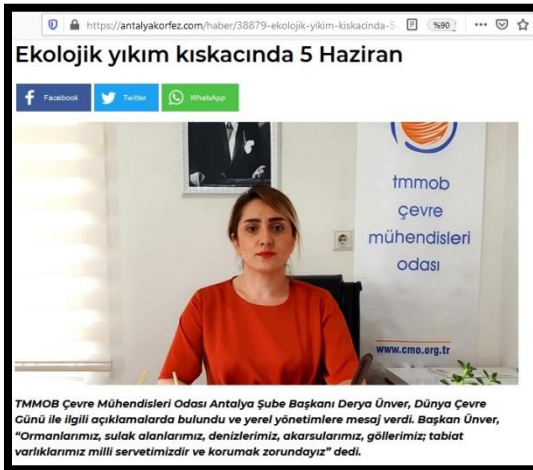 https://antalyakorfez.com/haber/38879-ekolojik-yikim-kiskacinda-5-
%90
Ekolojik yıkım kıskacında 5 Haziran
Facebook
Twitter
WhatsApp
tmmob
çevre
mühendisleri
odası
www.cmo.org.tr
TMMOB Çevre Mühendisleri Odası Antalya Şube Başkanı Derya Ünver, Dünya Çevre
Günü ile ilgili açıklamalarda bulundu ve yerel yönetimlere mesaj verdi. Başkan Ünver,
“Ormanlarımız, sulak alanlarımız, denizlerimiz, akarsularımız, göllerimiz; tabiat
varlıklarımız milli servetimizdir ve korumak zorundayız” dedi.